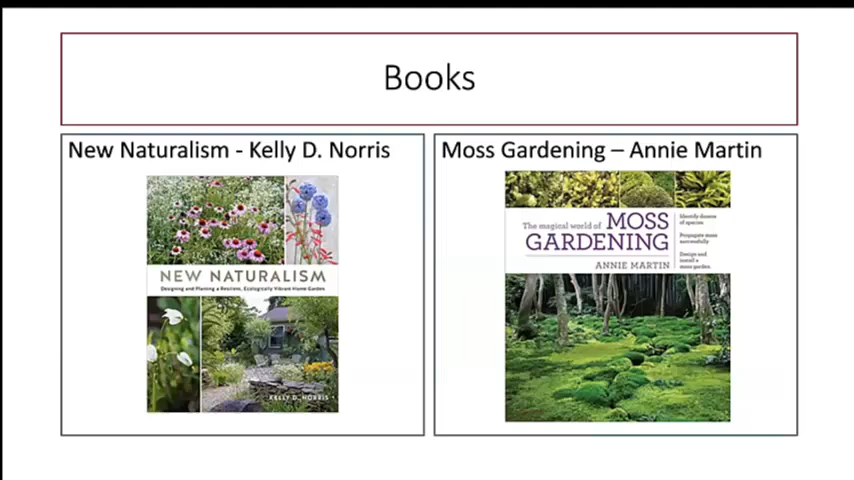 Books
New Naturalism - Kelly D. Norris
NEW NATURALISM
Designing and Planting a Resilient, Ecologically Vibrant Home Garden
KELLY D. NORRIS
Moss Gardening – Annie Martin
The magical world of MOSS
GARDENING
ANNIE MARTIN
Identify dozens
of species
Propagate moss
successfully
Design and
install a
moss garden